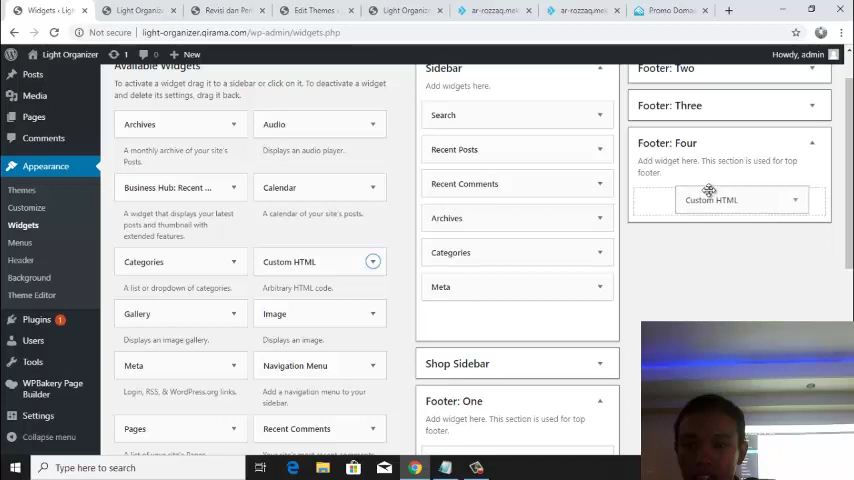 Widgets ‹ Lig
Light Organizer
Revisi dan Per
Edit Themes ‹
Light Organizer
ar-rozzaq.mek
ar-rozzaq.mek
Promo Domai
Not secure
light-organizer.qirama.com/wp-admin/widgets.php
Light Organizer
1
0
New
Howdy, admin
Posts
Media
Pages
Comments
Appearance
Themes
Customize
Widgets
Menus
Header
Background
Theme Editor
Plugins 1
Users
Tools
WPBakery Page
Builder
Settings
Collapse menu
Available Widgets
To activate a widget drag it to a sidebar or click on it. To deactivate a widget
and delete its settings, drag it back.
Archives
A monthly archive of your site's
Posts.
Audio
Displays an audio player.
Business Hub: Recent ...
A widget that displays your latest
posts and thumbnail with
extended features.
Calendar
A calendar of your site's posts.
Categories
A list or dropdown of categories.
Custom HTML
Arbitrary HTML code.
Gallery
Displays an image gallery.
Image
Displays an image.
Meta
Login, RSS, & WordPress.org links.
Navigation Menu
Add a navigation menu to your
sidebar.
Pages
Recent Comments
Sidebar
Add widgets here.
Search
Recent Posts
Recent Comments
Archives
Categories
Meta
Shop Sidebar
Footer: One
Add widget here. This section is used for top
footer.
Footer: Two
Footer: Three
Footer: Four
Add widget here. This section is used for top
footer.
Custom HTML
Type here to search